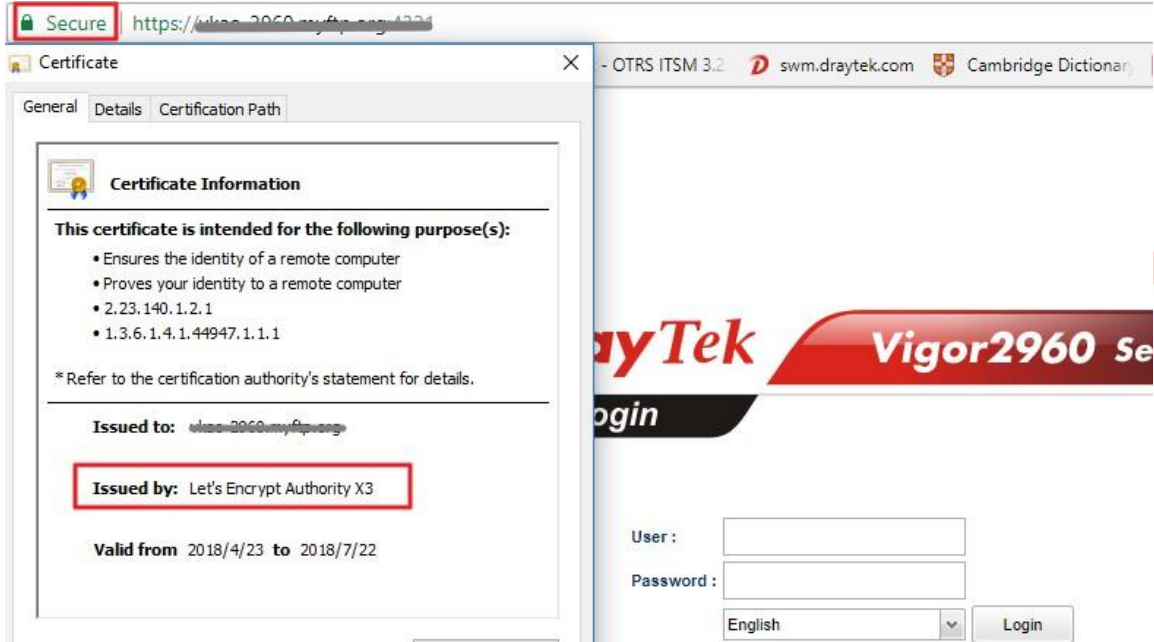 Secure https://
Certificate
- OTRS ITSM 3.2 swm.draytek.com Cambridge Dictionar
General Details Certification Path
Certificate Information
This certificate is intended for the following purpose(s):
• Ensures the identity of a remote computer
• Proves your identity to a remote computer
• 2.23.140.1.2.1
• 1.3.6.1.4.1.44947.1.1.1
* Refer to the certification authority's statement for details.
ayTek Vigor2960 Se
ogin
Issued to:
Issued by: Let's Encrypt Authority X3
Valid from 2018/4/23 to 2018/7/22
User :
Password :
English Login